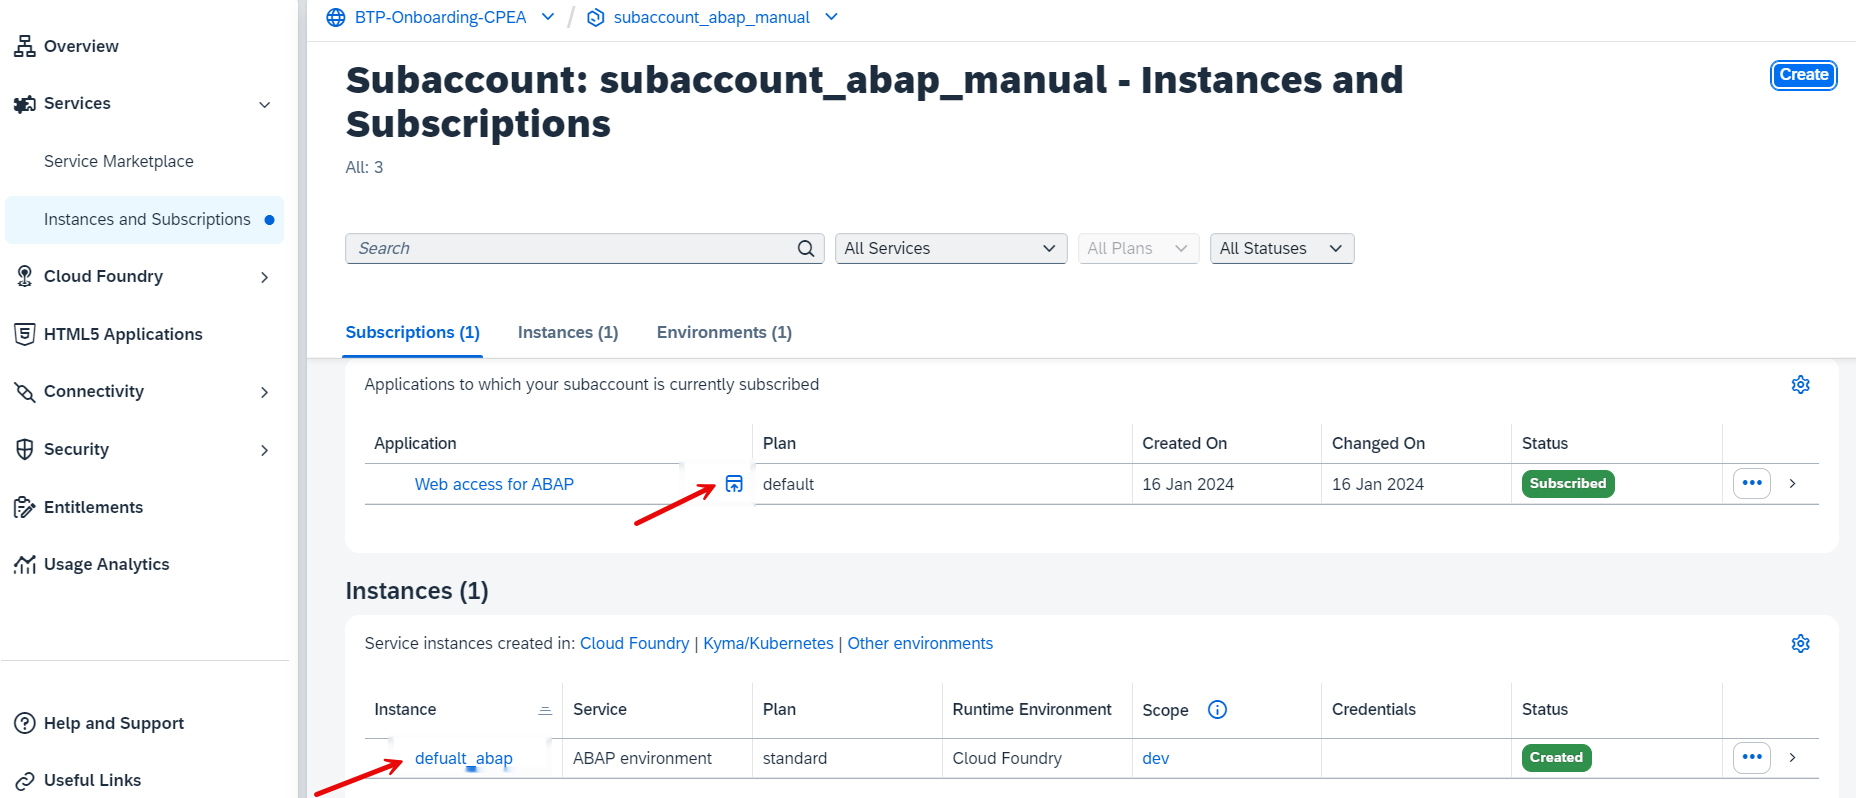 BTP-Onboarding-CPEA / subaccount_abap_manual
Overview
Services
Service Marketplace
Instances and Subscriptions
Cloud Foundry
HTML5 Applications
Connectivity
Security
Entitlements
Usage Analytics
Help and Support
Useful Links
Subaccount: subaccount_abap_manual - Instances and
Subscriptions
Create
All: 3
Search All Services All Plans All Statuses
Subscriptions (1) Instances (1) Environments (1)
Applications to which your subaccount is currently subscribed
Application Plan Created On Changed On Status
Web access for ABAP default 16 Jan 2024 16 Jan 2024 Subscribed
Instances (1)
Service instances created in: Cloud Foundry | Kyma/Kubernetes | Other environments
Instance Service Plan Runtime Environment Scope Credentials Status
defualt_abap ABAP environment standard Cloud Foundry dev Created